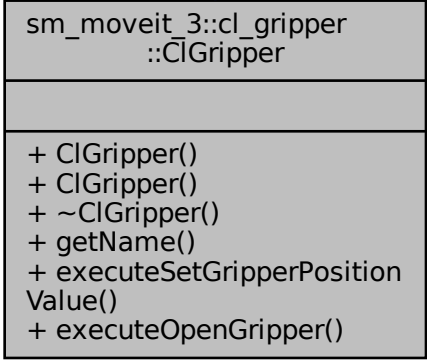 sm_moveit_3::cl_gripper
::ClGripper
+ ClGripper()
+ ClGripper()
+ ~ClGripper()
+ getName()
+ executeSetGripperPosition
Value()
+ executeOpenGripper()